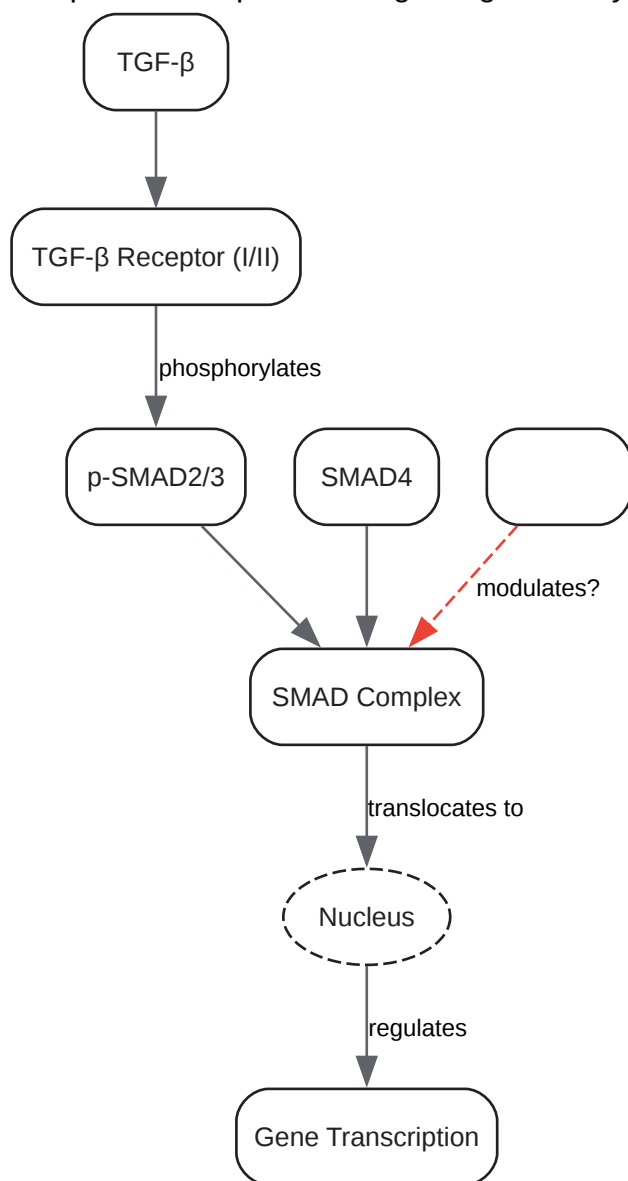 TGF-β
TGF-β Receptor (I/II)
phosphorylates
p-SMAD2/3
SMAD4
modulates?
SMAD Complex
translocates to
Nucleus
regulates
Gene Transcription